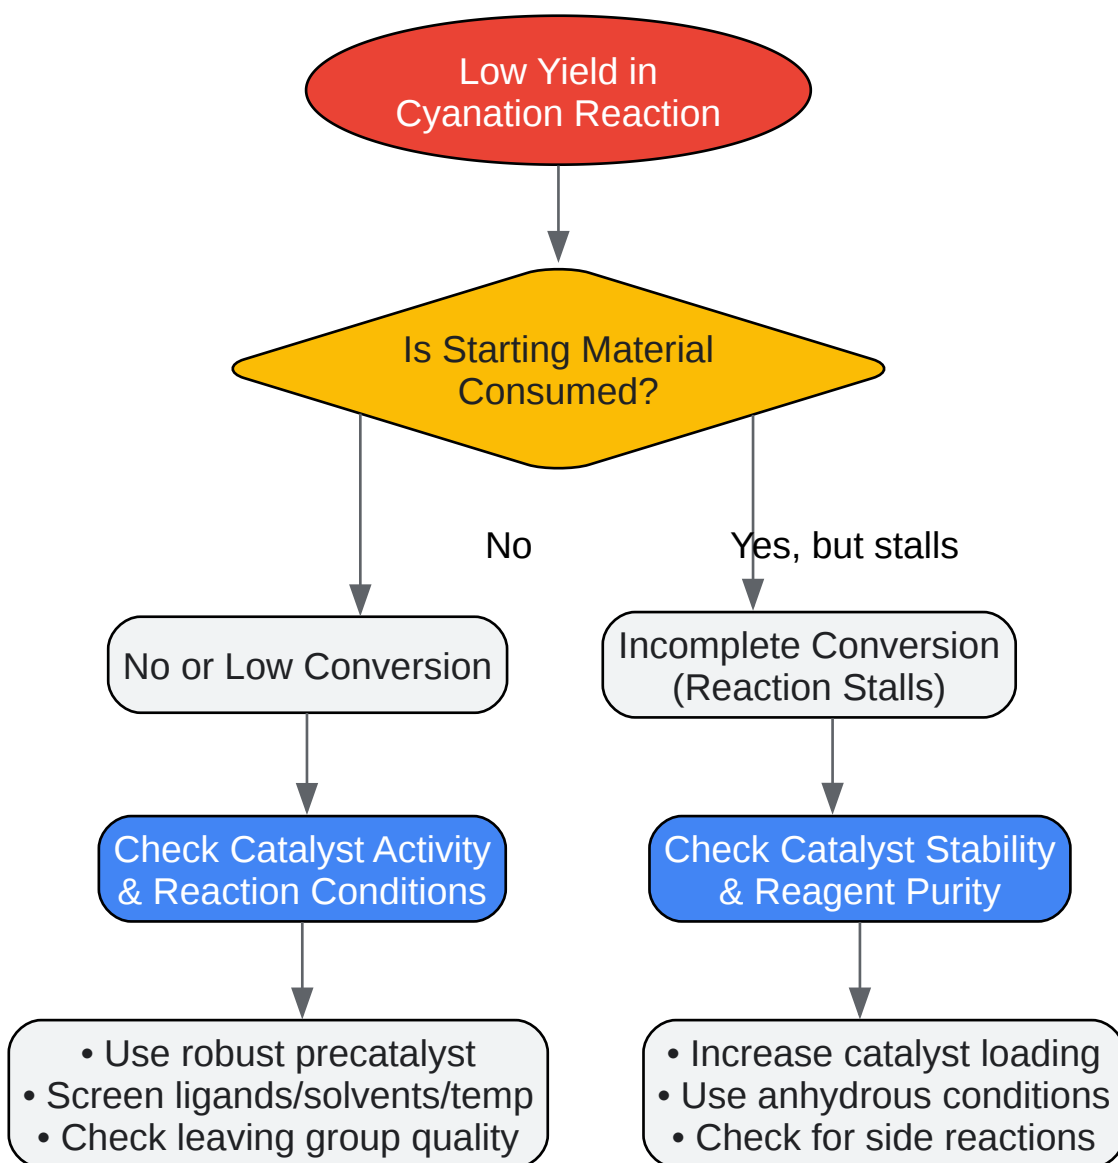 Low Yield in
Cyanation Reaction
Is Starting Material
Consumed?
No
Yes, but stalls
No or Low Conversion
Incomplete Conversion
(Reaction Stalls)
Check Catalyst Activity
& Reaction Conditions
Check Catalyst Stability
& Reagent Purity
• Use robust precatalyst
• Screen ligands/solvents/temp
• Check leaving group quality
• Increase catalyst loading
• Use anhydrous conditions
• Check for side reactions